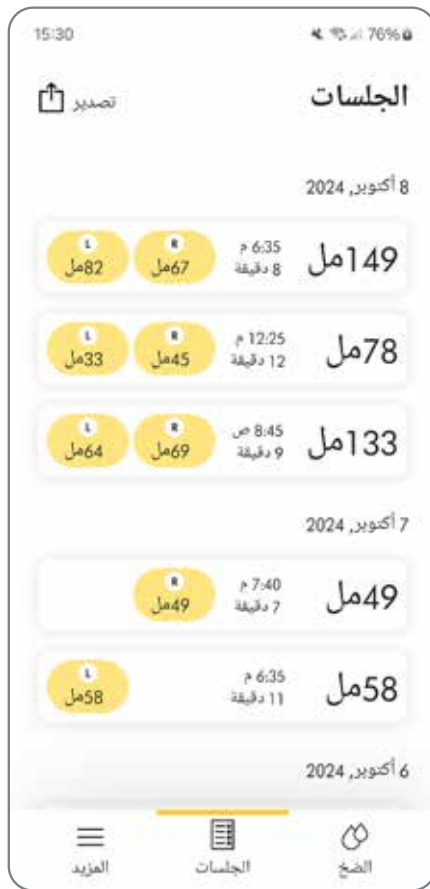 15:30 76%
الجلسات
تصدير
8 أكتوبر, 2024
149مل
6:35 م
8 دقيقة
R
67مل
L
82مل
78مل
12:25 م
12 دقيقة
R
45مل
L
33مل
133مل
8:45 ص
9 دقيقة
R
69مل
L
64مل
7 أكتوبر, 2024
49مل
7:40 م
7 دقيقة
R
49مل
58مل
6:35 م
11 دقيقة
L
58مل
6 أكتوبر, 2024
الضخ
الجلسات
المزيد